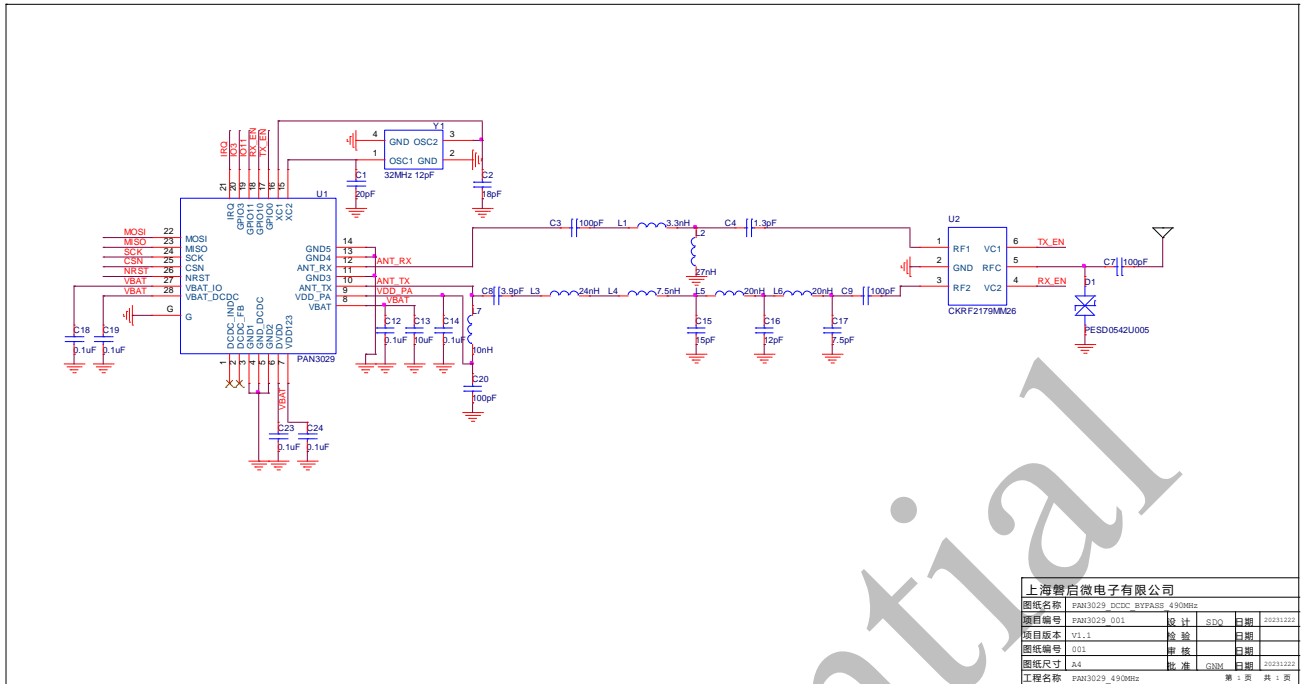 Y1
4 GND OSC2 3
1 OSC1 GND 2
32MHz 12pF
C1
20pF
C2
18pF
IRQ
IO3
IO11
RX_EN
TX_EN
21 20 19 18 17 16 15
U1
IRQ
GPIO3
GPIO11
GPIO10
GPIO0
XC1
XC2
MOSI 22 MOSI
MISO 23 MISO
SCK 24 SCK
CSN 25 CSN
NRST 26 NRST
VBAT 27 VBAT_IO
VBAT 28 VBAT_DCDC
G G
GND5 14
GND4 13
ANT_RX 12 ANT_RX
GND3 11
ANT_TX 10 ANT_TX
VDD_PA 9 VDD_PA
VBAT 8 VBAT
DCDC_IND
DCDC_FB
GND1
GND_DCDC
GND2
DVDD
VDD123
PAN3029
1 2 3 4 5 6 7
VBAT
C18
0.1uF
C19
0.1uF
C23
0.1uF
C24
0.1uF
C12
0.1uF
C13
10uF
C14
0.1uF
L7
10nH
C20
100pF
C3 100pF
L1 3.3nH
L2
27nH
C4 1.3pF
C8 3.9pF
L3 24nH
L4 7.5nH
L5 20nH
L6 20nH
C9 100pF
C15
15pF
C16
12pF
C17
7.5pF
U2
1 RF1 VC1 6 TX_EN
2 GND RFC 5
3 RF2 VC2 4 RX_EN
CKRF2179MM26
C7 100pF
D1
PESD0542U005
ntial
上海磐启微电子有限公司
图纸名称 PAN3029_DCDC_BYPASS_490MHz
项目编号 PAN3029_001 设 计 SDQ 日期 20231222
项目版本 V1.1 检 验 日期
图纸编号 001 审 核 日期
图纸尺寸 A4 批 准 GNM 日期 20231222
工程名称 PAN3029_490MHz 第 1 页 共 1 页